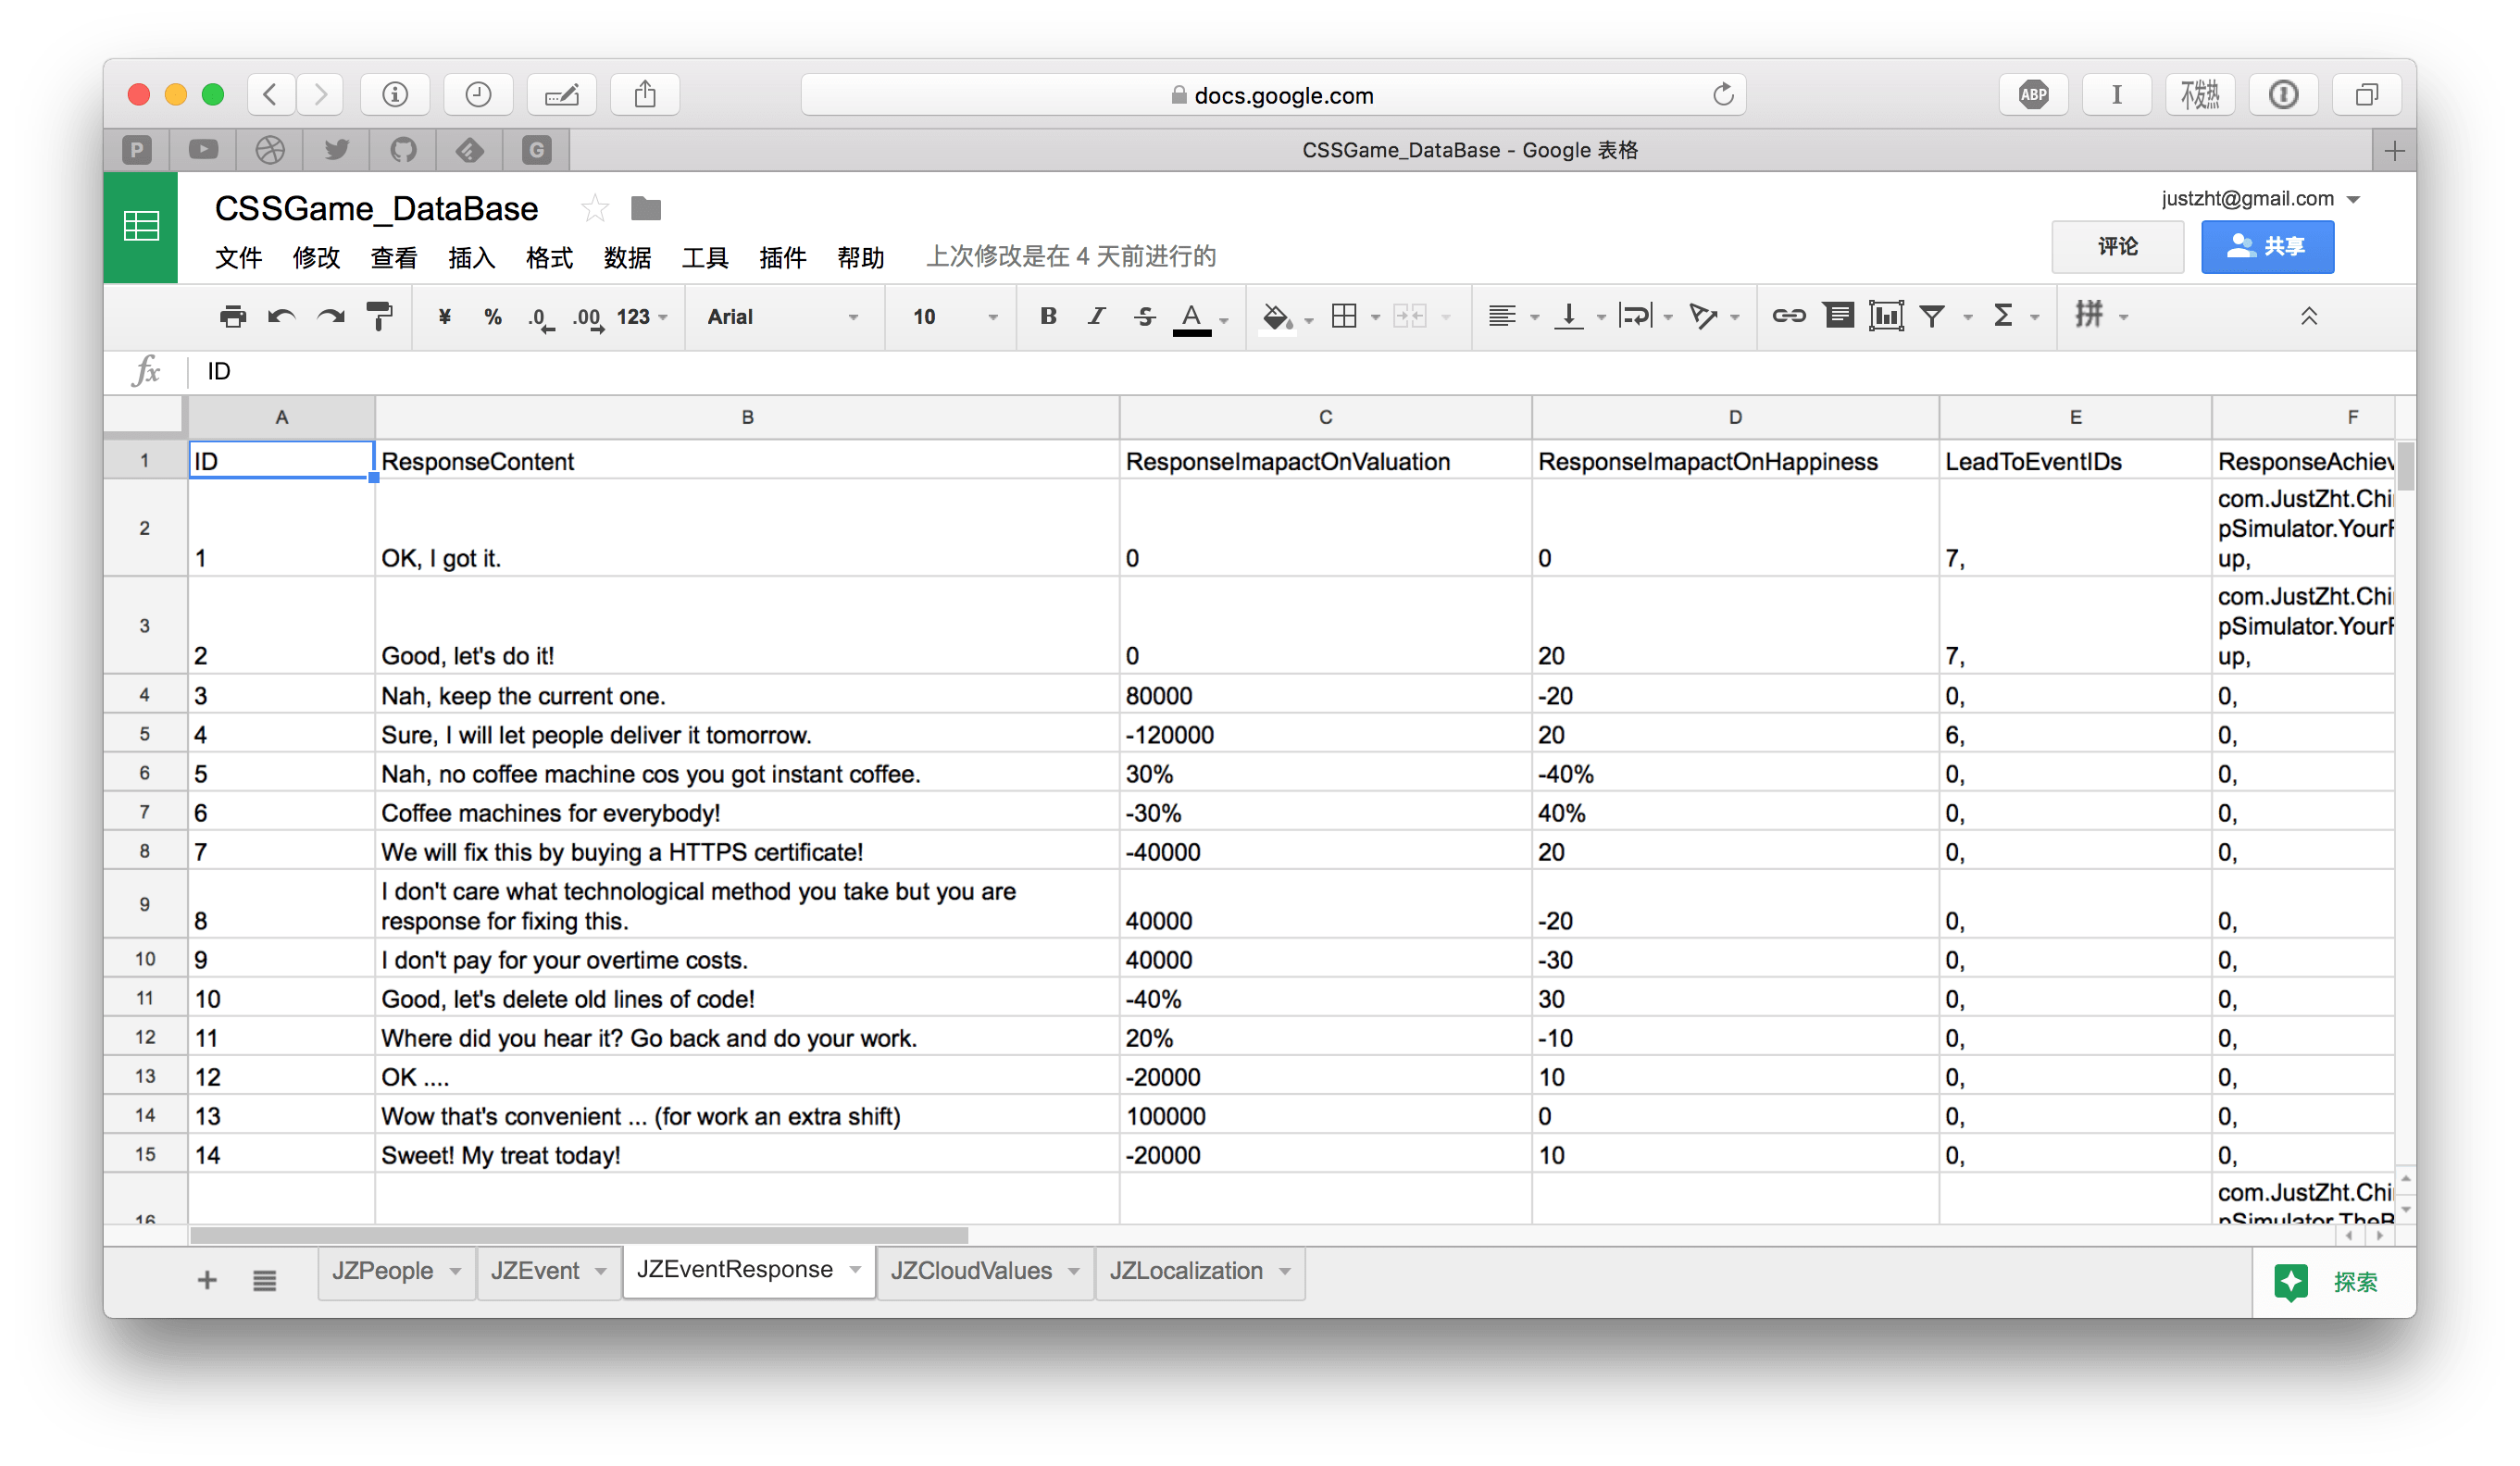 docs.google.com
ABP
I
不发热
P
G
CSSGame_DataBase - Google 表格
CSSGame_DataBase
justzht@gmail.com
文件 修改 查看 插入 格式 数据 工具 插件 帮助 上次修改是在 4 天前进行的
评论 共享
¥ % .0 .00 123 Arial 10 B I S A Σ 拼
fx ID
A B C D E F
1 ID ResponseContent ResponseImapactOnValuation ResponseImapactOnHappiness LeadToEventIDs ResponseAchiev
com.JustZht.Chi
pSimulator.YourF
2 1 OK, I got it. 0 0 7, up,
com.JustZht.Chi
pSimulator.YourF
3 2 Good, let's do it! 0 20 7, up,
4 3 Nah, keep the current one. 80000 -20 0, 0,
5 4 Sure, I will let people deliver it tomorrow. -120000 20 6, 0,
6 5 Nah, no coffee machine cos you got instant coffee. 30% -40% 0, 0,
7 6 Coffee machines for everybody! -30% 40% 0, 0,
8 7 We will fix this by buying a HTTPS certificate! -40000 20 0, 0,
I don't care what technological method you take but you are
9 8 response for fixing this. 40000 -20 0, 0,
10 9 I don't pay for your overtime costs. 40000 -30 0, 0,
11 10 Good, let's delete old lines of code! -40% 30 0, 0,
12 11 Where did you hear it? Go back and do your work. 20% -10 0, 0,
13 12 OK .... -20000 10 0, 0,
14 13 Wow that's convenient ... (for work an extra shift) 100000 0 0, 0,
15 14 Sweet! My treat today! -20000 10 0, 0,
com.JustZht.Chi
16 pSimulator.TheB
JZPeople JZEvent JZEventResponse JZCloudValues JZLocalization 探索